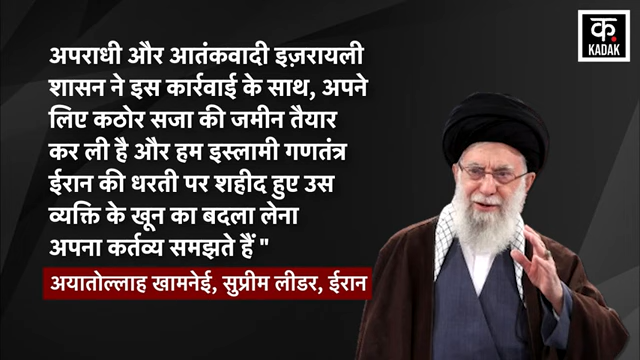 क.
KADAK
अपराधी और आतंकवादी इज़रायली
शासन ने इस कार्रवाई के साथ, अपने
लिए कठोर सजा की जमीन तैयार
कर ली है और हम इस्लामी गणतंत्र
ईरान की धरती पर शहीद हुए उस
व्यक्ति के खून का बदला लेना
अपना कर्तव्य समझते हैं "
अयातोल्लाह खामनेई, सुप्रीम लीडर, ईरान